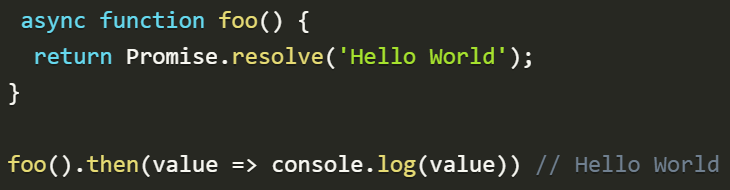 async function foo() {
return Promise.resolve('Hello World');
}
foo().then(value => console.log(value)) // Hello World